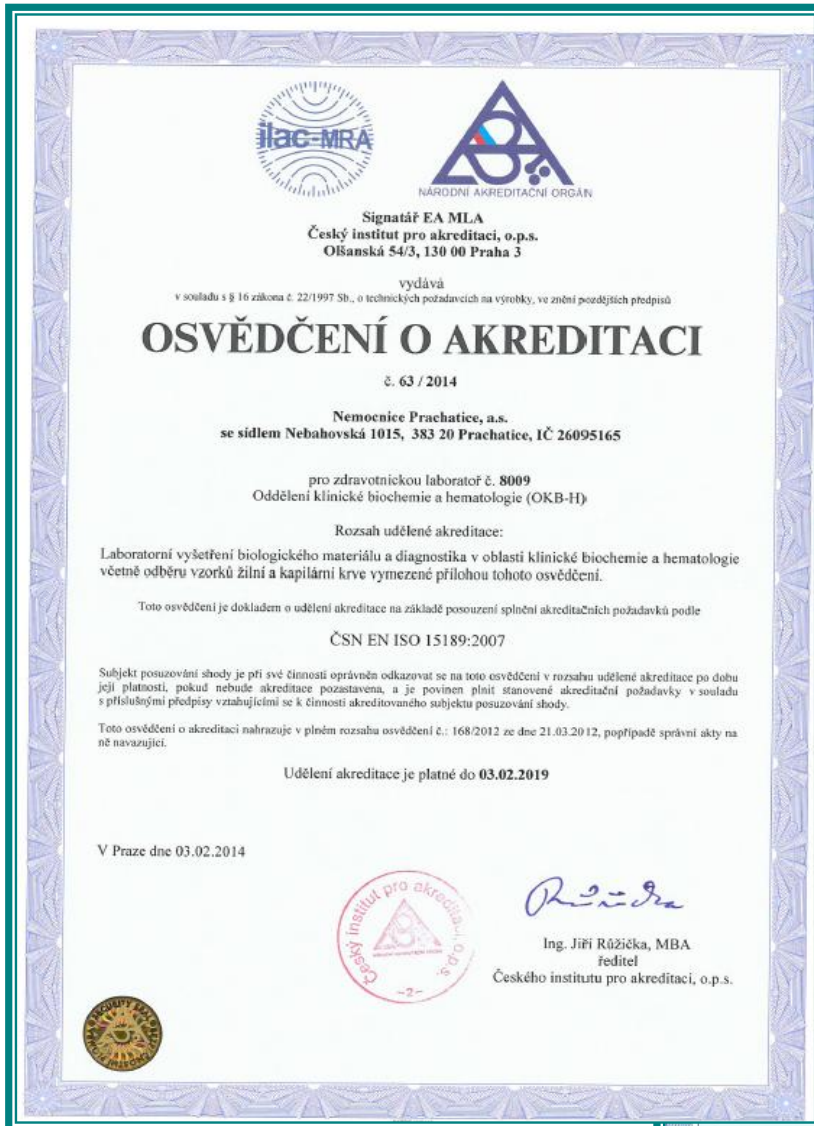 ilac-MRA
NÁRODNÍ AKREDITAČNÍ ORGÁN
Signatář EA MLA
Český institut pro akreditaci, o.p.s.
Olšanská 54/3, 130 00 Praha 3
vydává
v souladu s § 16 zákona č. 22/1997 Sb., o technických požadavcích na výrobky, ve znění pozdějších předpisů
OSVĚDČENÍ O AKREDITACI
č. 63 / 2014
Nemocnice Prachatice, a.s.
se sídlem Nebahovská 1015, 383 20 Prachatice, IČ 26095165
pro zdravotnickou laboratoř č. 8009
Oddělení klinické biochemie a hematologie (OKB-H)
Rozsah udělené akreditace:
Laboratorní vyšetření biologického materiálu a diagnostika v oblasti klinické biochemie a hematologie
včetně odběru vzorků žilní a kapilární krve vymezené přílohou tohoto osvědčení.
Toto osvědčení je dokladem o udělení akreditace na základě posouzení splnění akreditačních požadavků podle
ČSN EN ISO 15189:2007
Subjekt posuzování shody je při své činnosti oprávněn odkazovat se na toto osvědčení v rozsahu udělené akreditace po dobu
její platnosti, pokud nebude akreditace pozastavena, a je povinen plnit stanovené akreditační požadavky v souladu
s příslušnými předpisy vztahujícími se k činnosti akreditovaného subjektu posuzování shody.
Toto osvědčení o akreditaci nahrazuje v plném rozsahu osvědčení č.: 168/2012 ze dne 21.03.2012, popřípadě správní akty na
ně navazující.
Udělení akreditace je platné do 03.02.2019
V Praze dne 03.02.2014
Český institut pro akreditaci, o.p.s.
NÁRODNÍ AKREDITAČNÍ ORGÁN
-2-
Růžička
Ing. Jiří Růžička, MBA
ředitel
Českého institutu pro akreditaci, o.p.s.